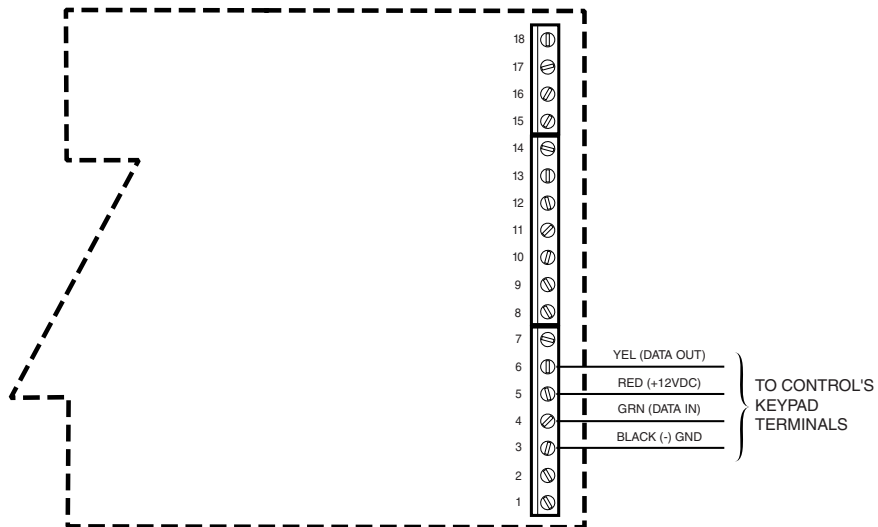 18
17
16
15
14
13
12
11
10
9
8
7
6
5
4
3
2
1
YEL (DATA OUT)
RED (+12VDC)
GRN (DATA IN)
BLACK (-) GND
TO CONTROL'S
KEYPAD
TERMINALS